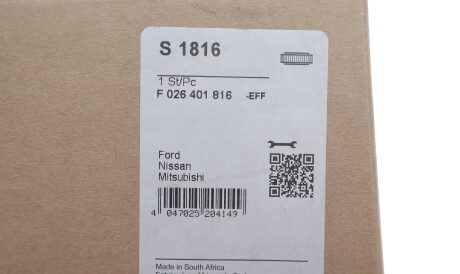 S 1816
1 St/Pc
F 026 401 816 -EFF
Ford
Nissan
Mitsubishi
4 047025 204149
Made in South Africa